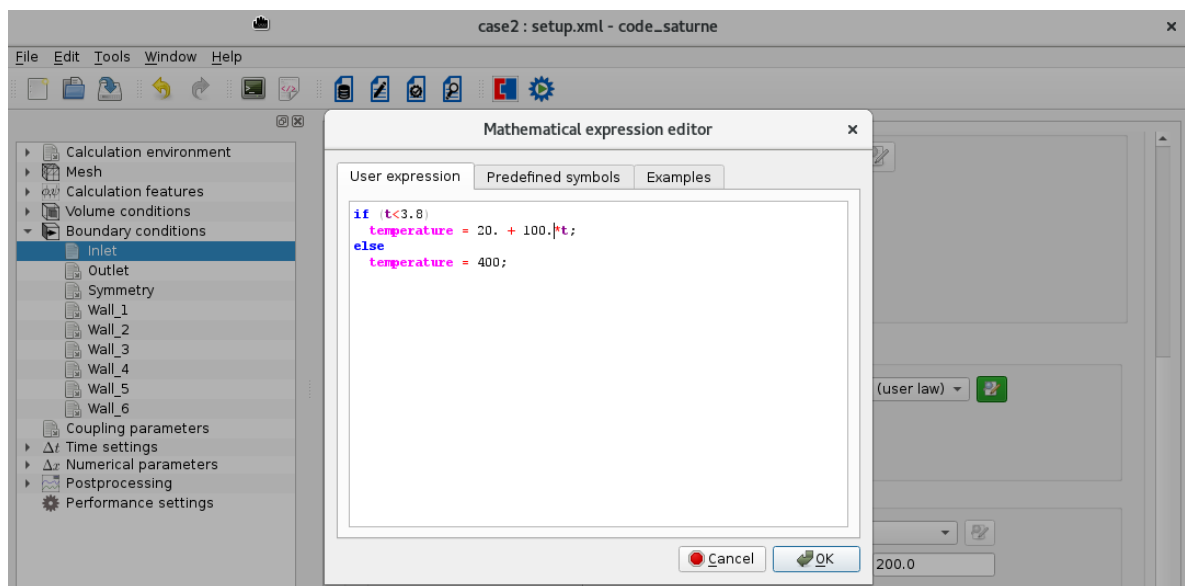 case2 : setup.xml - code_saturne
File Edit Tools Window Help
Calculation environment
Mesh
Calculation features
Volume conditions
Boundary conditions
Inlet
Outlet
Symmetry
Wall_1
Wall_2
Wall_3
Wall_4
Wall_5
Wall_6
Coupling parameters
Δt Time settings
Δx Numerical parameters
Postprocessing
Performance settings
Mathematical expression editor
User expression Predefined symbols Examples
if (t<3.8)
temperature = 20. + 100.*t;
else
temperature = 400;
Cancel OK
(user law)
200.0